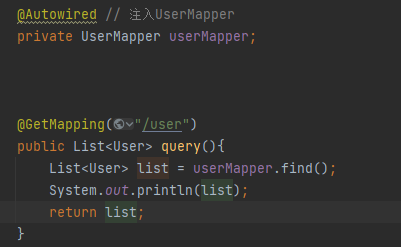 @Autowired // 注入UserMapper
private UserMapper userMapper;
@GetMapping("/user")
public List<User> query(){
List<User> list = userMapper.find();
System.out.println(list);
return list;
}